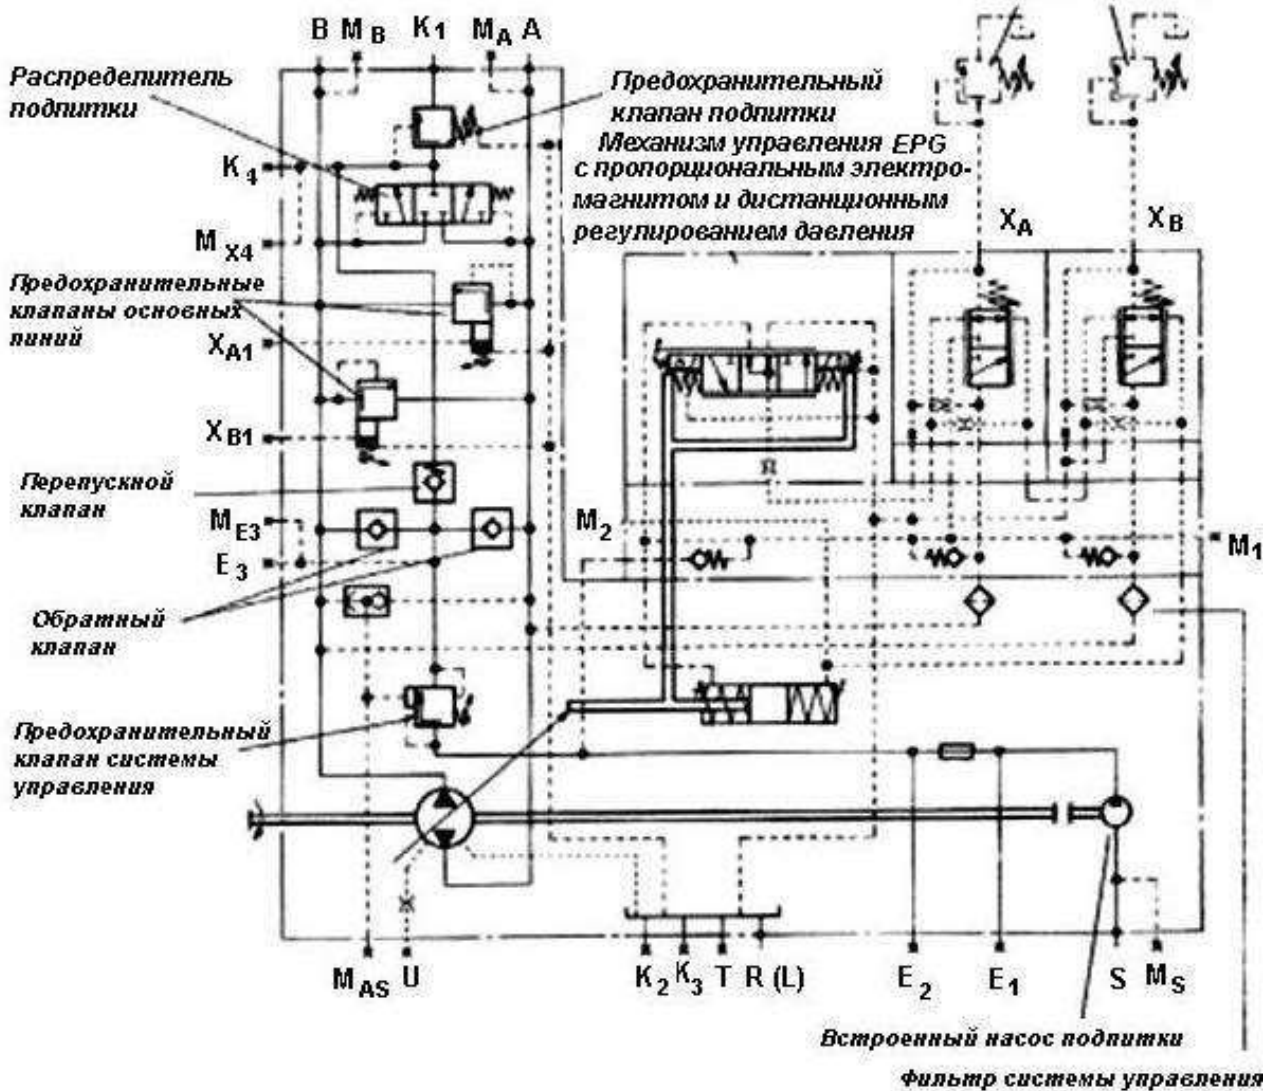 B M B K1 MA A
Распределитель
подпитки
Предохранительный
клапан подпитки
Механизм управления EPG
с пропорциональным электро-
магнитом и дистанционным
регулированием давления
K4
XA XB
M X4
Предохранительные
клапаны основных
линий
XA1
XB1
Перепускной
клапан
ME3
M2
M1
E3
Обратный
клапан
Предохранительный
клапан системы
управления
MAS U K2 K3 T R (L) E2 E1 S MS
Встроенный насос подпитки
Фильтр системы управления